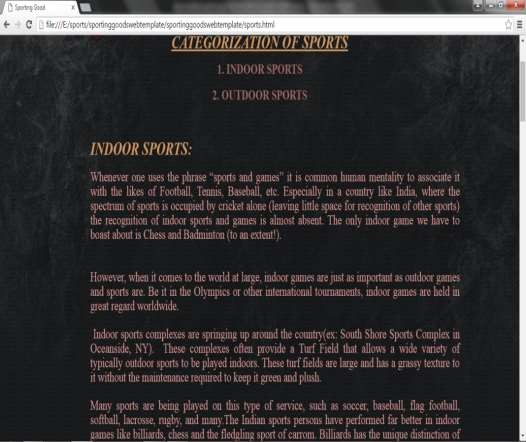 Sporting Good
file:///E:/sports/sportinggoodswebtemplate/sportinggoodswebtemplate/sports.html
CATEGORIZATION OF SPORTS
1. INDOOR SPORTS
2. OUTDOOR SPORTS
INDOOR SPORTS:
Whenever one uses the phrase “sports and games” it is common human mentality to associate it
with the likes of Football, Tennis, Baseball, etc. Especially in a country like India, where the
spectrum of sports is occupied by cricket alone (leaving little space for recognition of other sports)
the recognition of indoor sports and games is almost absent. The only indoor game we have to
boast about is Chess and Badminton (to an extent!).
However, when it comes to the world at large, indoor games are just as important as outdoor games
and sports are. Be it in the Olympics or other international tournaments, indoor games are held in
great regard worldwide.
Indoor sports complexes are springing up around the country(ex: South Shore Sports Complex in
Oceanside, NY). These complexes often provide a Turf Field that allows a wide variety of
typically outdoor sports to be played indoors. These turf fields are large and has a grassy texture to
it without the maintenance required to keep it green and plush.
Many sports are being played on this type of service, such as soccer, baseball, flag football,
softball, lacrosse, rugby, and many.The Indian sports persons have performed far better in indoor
games like billiards, chess and the fledgling sport of carrom. Billiards has the unique distinction of